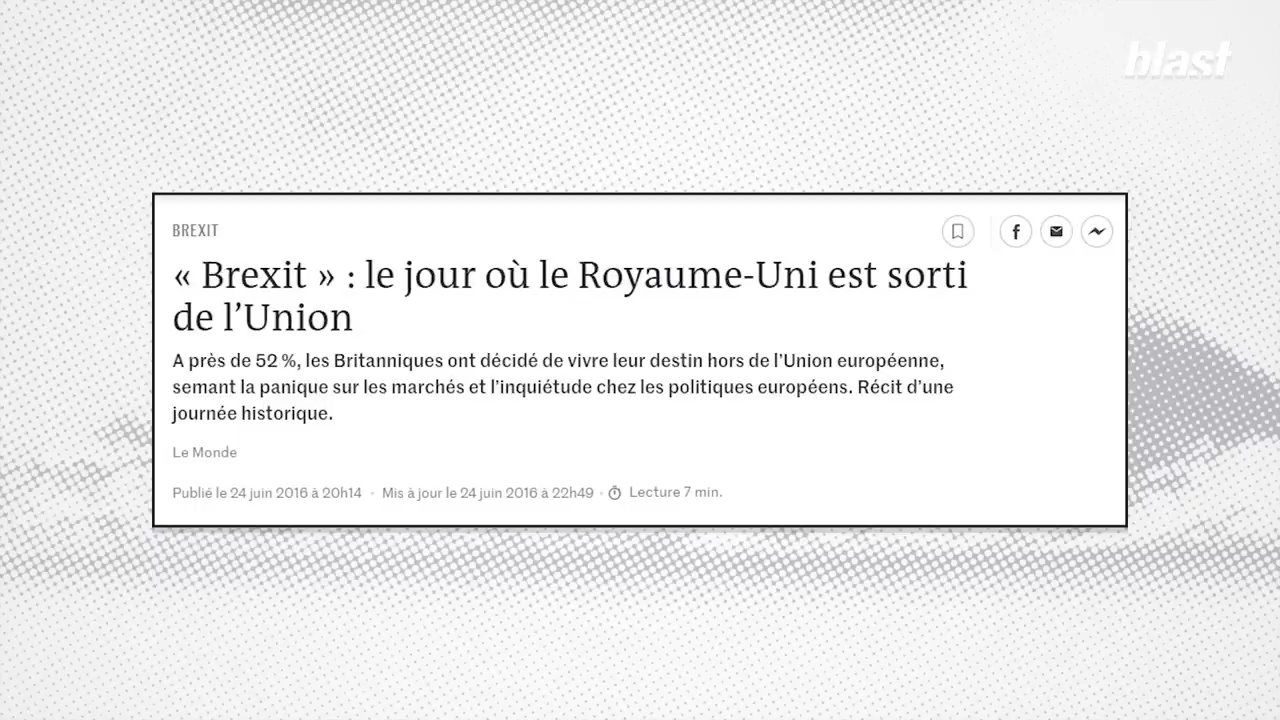 blast
BREXIT
« Brexit » : le jour où le Royaume-Uni est sorti
de l’Union
A près de 52 %, les Britanniques ont décidé de vivre leur destin hors de l’Union européenne,
semant la panique sur les marchés et l’inquiétude chez les politiques européens. Récit d’une
journée historique.
Le Monde
Publié le 24 juin 2016 à 20h14 • Mis à jour le 24 juin 2016 à 22h49 • Lecture 7 min.